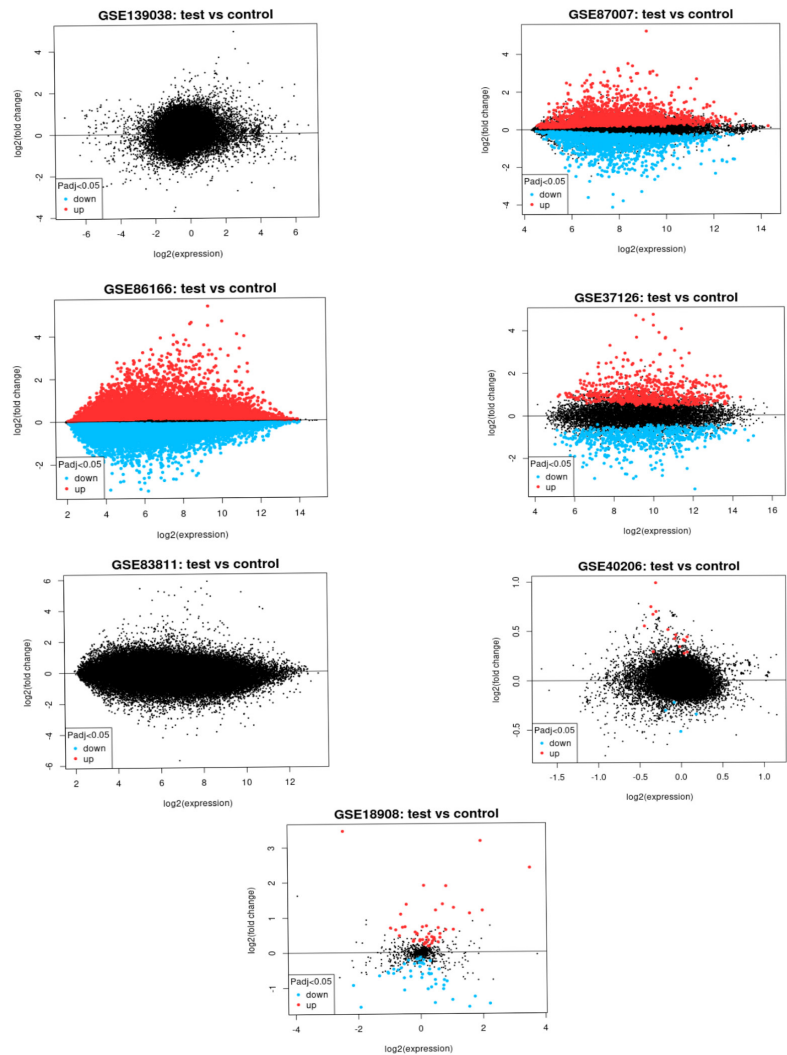 GSE139038: test vs control
log2(fold change)
4
2
0
-2
-4
Padj<0.05
down
up
-6 -4 -2 0 2 4 6
log2(expression)
GSE87007: test vs control
log2(fold change)
4
2
0
-2
-4
Padj<0.05
down
up
4 6 8 10 12 14
log2(expression)
GSE86166: test vs control
log2(fold change)
4
2
0
-2
Padj<0.05
down
up
2 4 6 8 10 12 14
log2(expression)
GSE37126: test vs control
log2(fold change)
4
2
0
-2
Padj<0.05
down
up
4 6 8 10 12 14 16
log2(expression)
GSE83811: test vs control
log2(fold change)
6
4
2
0
-2
-4
-6
Padj<0.05
down
up
2 4 6 8 10 12
log2(expression)
GSE40206: test vs control
log2(fold change)
1.0
0.5
0.0
-0.5
Padj<0.05
down
up
-1.5 -1.0 -0.5 0.0 0.5 1.0
log2(expression)
GSE18908: test vs control
log2(fold change)
3
2
1
0
-1
Padj<0.05
down
up
-4 -2 0 2 4
log2(expression)